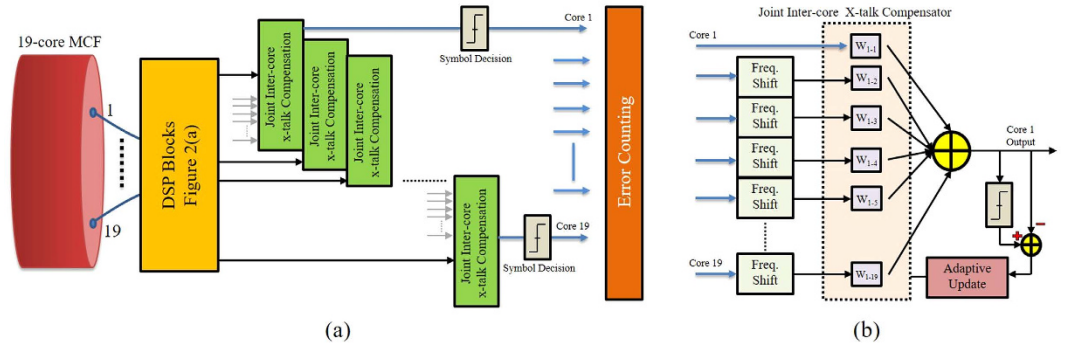 19-core MCF
1
19
DSP Blocks
Figure 2(a)
Joint Inter-core
x-talk Compensation
Joint Inter-core
x-talk Compensation
Joint Inter-core
x-talk Compensation
Joint Inter-core
x-talk Compensation
Symbol Decision
Core 1
Core 19
Symbol Decision
Error Counting
(a)
Joint Inter-core X-talk Compensator
Core 1
Freq.
Shift
Freq.
Shift
Freq.
Shift
Freq.
Shift
Core 19
Freq.
Shift
W1-1
W1-2
W1-3
W1-4
W1-5
W1-19
Core 1
Output
+
−
Adaptive
Update
(b)